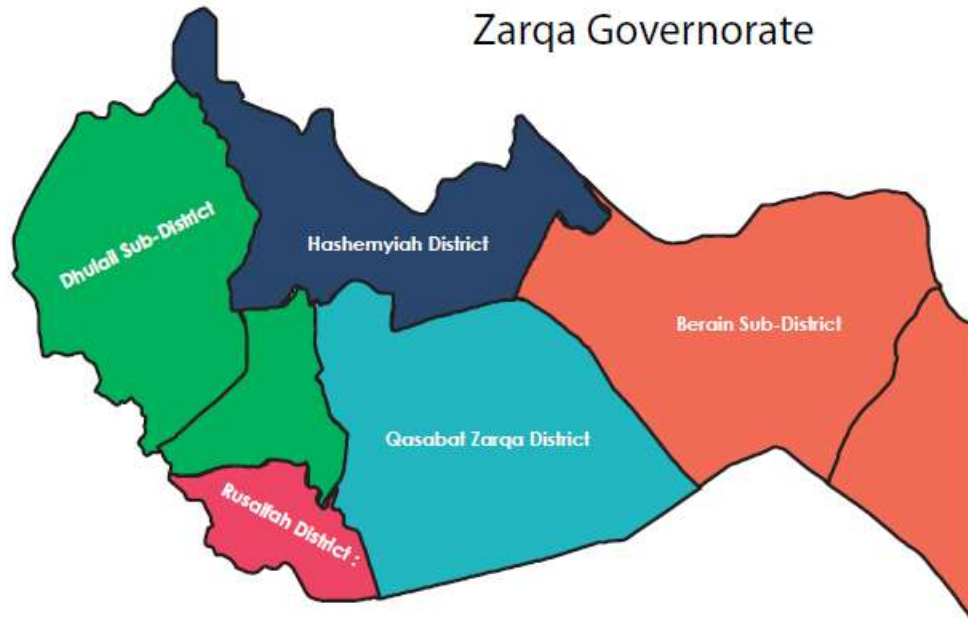 Zarqa Governorate
Dhulail Sub-District
Hashemyiah District
Berain Sub-District
Qasabat Zarqa District
Rusaifah District :